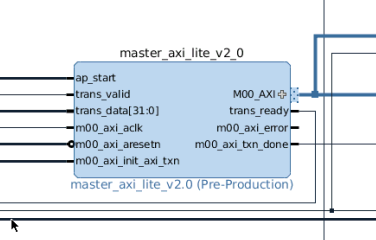 master_axi_lite_v2_0
ap_start
trans_valid
M00_AXI
trans_data[31:0]
trans_ready
m00_axi_aclk
m00_axi_error
m00_axi_aresetn
m00_axi_txn_done
m00_axi_init_axi_txn
master_axi_lite_v2.0 (Pre-Production)